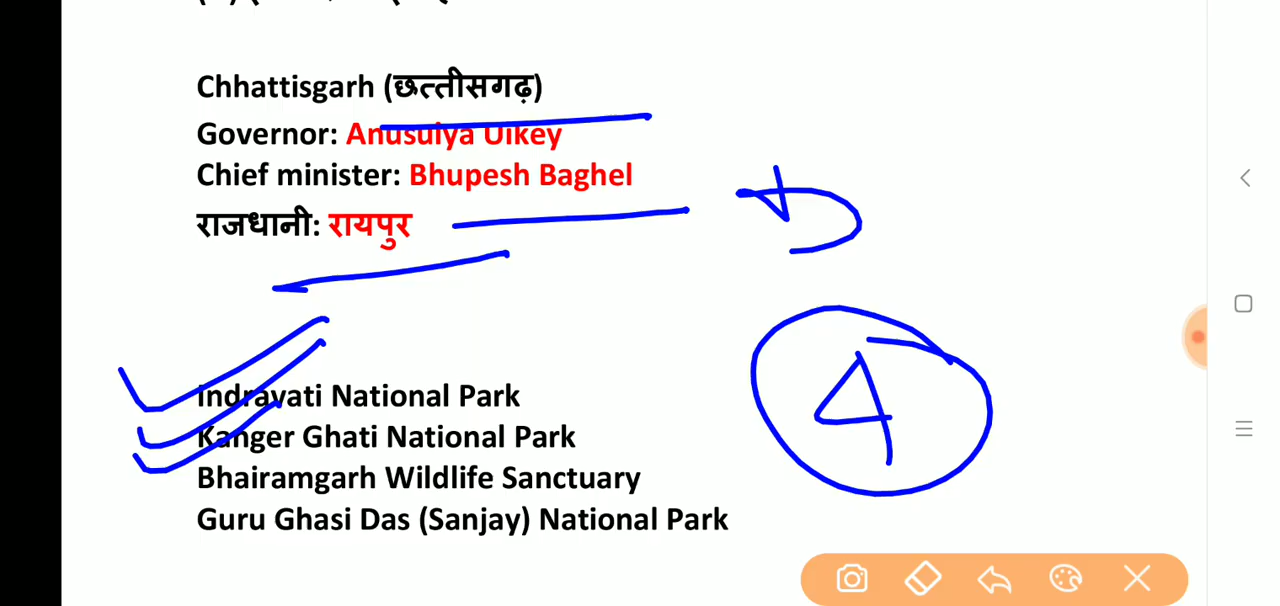 Chhattisgarh (छत्तीसगढ़)
Governor: Anusuiya Uikey
Chief minister: Bhupesh Baghel
राजधानी: रायपुर
Indravati National Park
Kanger Ghati National Park
Bhairamgarh Wildlife Sanctuary
Guru Ghasi Das (Sanjay) National Park
4